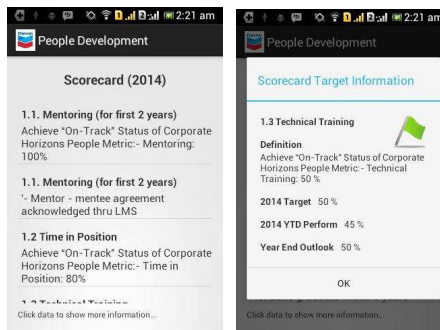 2:21 am
People Development
Scorecard (2014)
1.1. Mentoring (for first 2 years)
Achieve “On-Track” Status of Corporate
Horizons People Metric:- Mentoring:
100%
1.1. Mentoring (for first 2 years)
'- Mentor - mentee agreement
acknowledged thru LMS
1.2 Time in Position
Achieve “On-Track” Status of Corporate
Horizons People Metric:- Time in
Position: 80%
1.3 Technical Training
Click data to show more information...
2:21 am
People Development
Scorecard Target Information
1.3 Technical Training
Definition
Achieve “On-Track” Status of Corporate
Horizons People Metric: - Technical
Training: 50 %
2014 Target 50 %
2014 YTD Perform 45 %
Year End Outlook 50 %
OK
Click data to show more information...